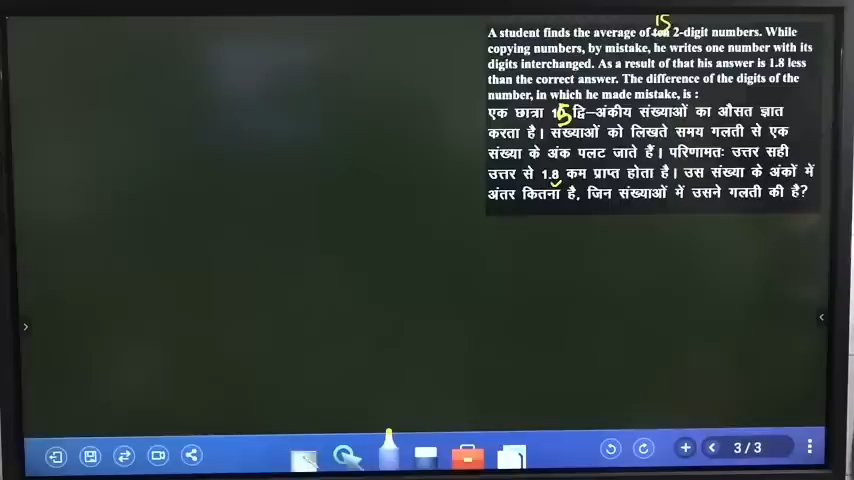 15
A student finds the average of ten 2-digit numbers. While
copying numbers, by mistake, he writes one number with its
digits interchanged. As a result of that his answer is 1.8 less
than the correct answer. The difference of the digits of the
number, in which he made mistake, is :
एक छात्रा 15 द्वि–अंकीय संख्याओं का औसत ज्ञात
करता है। संख्याओं को लिखते समय गलती से एक
संख्या के अंक पलट जाते हैं। परिणामतः उत्तर सही
उत्तर से 1.8 कम प्राप्त होता है। उस संख्या के अंकों में
अंतर कितना है, जिन संख्याओं में उसने गलती की है?
3/3